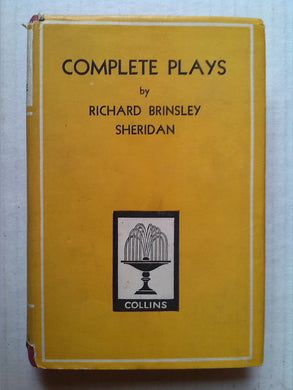 COMPLETE PLAYS
by
RICHARD BRINSLEY
SHERIDAN
COLLINS